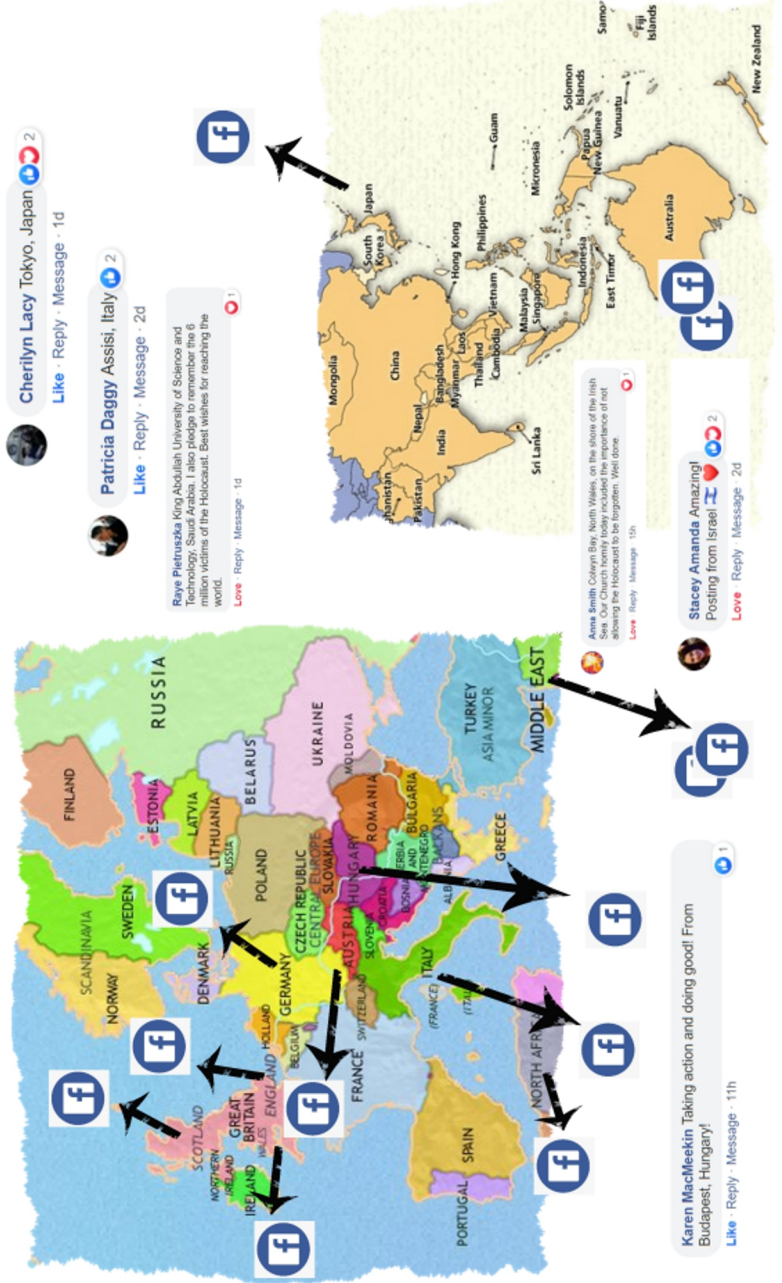 Cherilyn Lacy Tokyo, Japan 2
Like · Reply · Message · 1d
Patricia Daggy Assisi, Italy 2
Like · Reply · Message · 2d
Raye Pietruszka King Abdullah University of Science and
Technology, Saudi Arabia. I also pledge to remember the 6
million victims of the Holocaust. Best wishes for reaching the
world.
1
Love · Reply · Message · 1d
FINLAND
RUSSIA
SCANDINAVIA
SWEDEN
NORWAY
ESTONIA
LATVIA
LITHUANIA
RUSSIA
DENMARK
BELARUS
SCOTLAND
NORTHERN
IRELAND
IRELAND
GREAT
BRITAIN
WALES
ENGLAND
HOLLAND
BELGIUM
GERMANY
POLAND
UKRAINE
CZECH REPUBLIC
CENTRAL EUROPE
SLOVAKIA
MOLDOVIA
FRANCE
SWITZERLAND
AUSTRIA
HUNGARY
ROMANIA
SLOVENIA
CROATIA
BOSNIA
SERBIA
AND
MONTENEGRO
BULGARIA
BALKANS
ALBANIA
ITALY
(FRANCE)
(ITA
GREECE
TURKEY
ASIA MINOR
MIDDLE EAST
PORTUGAL
SPAIN
NORTH AFRI
Mongolia
China
South
Korea
Japan
hanistan
Pakistan
Nepal
India
Bangladesh
Myanmar
Laos
Thailand
Cambodia
Vietnam
Hong Kong
Philippines
Guam
Micronesia
Sri Lanka
Malaysia
Singapore
Indonesia
East Timor
Papua
New Guinea
Solomon
Islands
Vanuatu
Samo
Fiji
Islands
Australia
New Zealand
Karen MacMeekin Taking action and doing good! From
Budapest, Hungary!
1
Like · Reply · Message · 11h
Anna Smith Colwyn Bay, North Wales, on the shore of the Irish
Sea. Our Church homily today included the importance of not
allowing the Holocaust to be forgotten. Well done.
1
Love · Reply · Message · 15h
Stacey Amanda Amazing!
Posting from Israel 🇮🇱 ❤️ 2
Love · Reply · Message · 2d